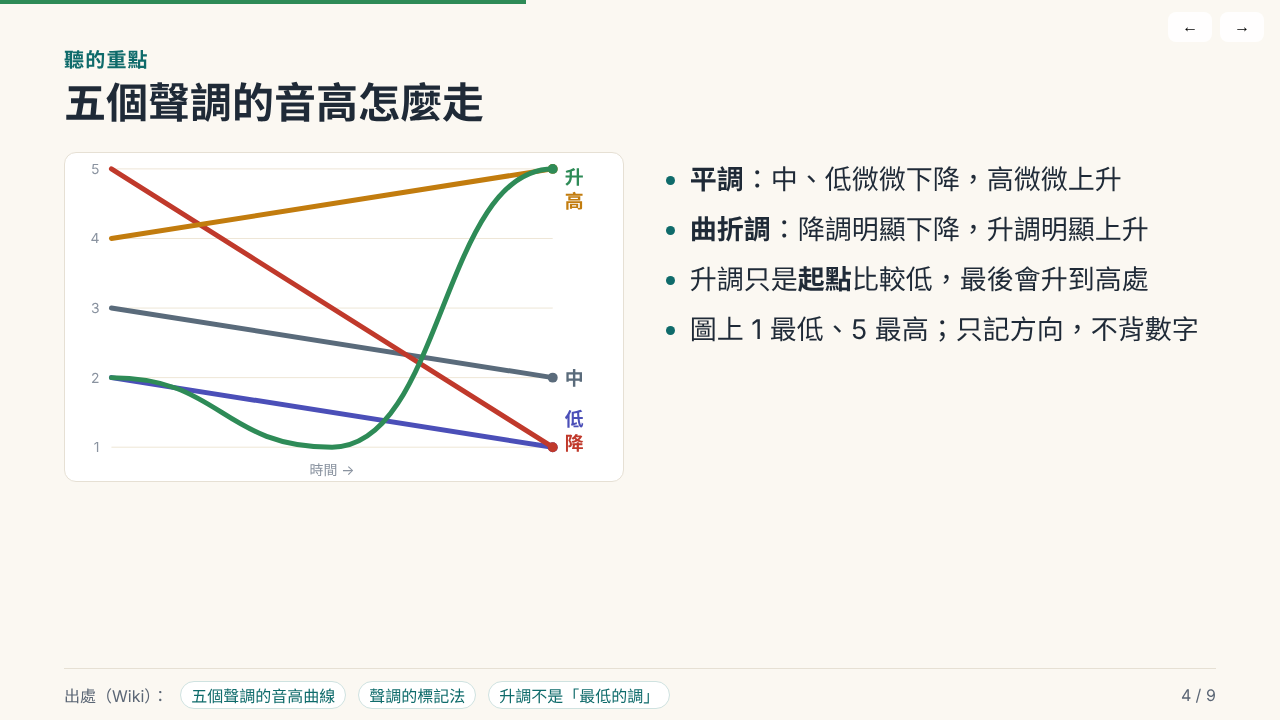 ← →
聽的重點
五個聲調的音高怎麼走
5
4
3
2
1
升
高
中
低
降
時間 →
平調：中、低微微下降，高微微上升
曲折調：降調明顯下降，升調明顯上升
升調只是起點比較低，最後會升到高處
圖上 1 最低、5 最高；只記方向，不背數字
出處（Wiki）： 五個聲調的音高曲線 聲調的標記法 升調不是「最低的調」
4 / 9